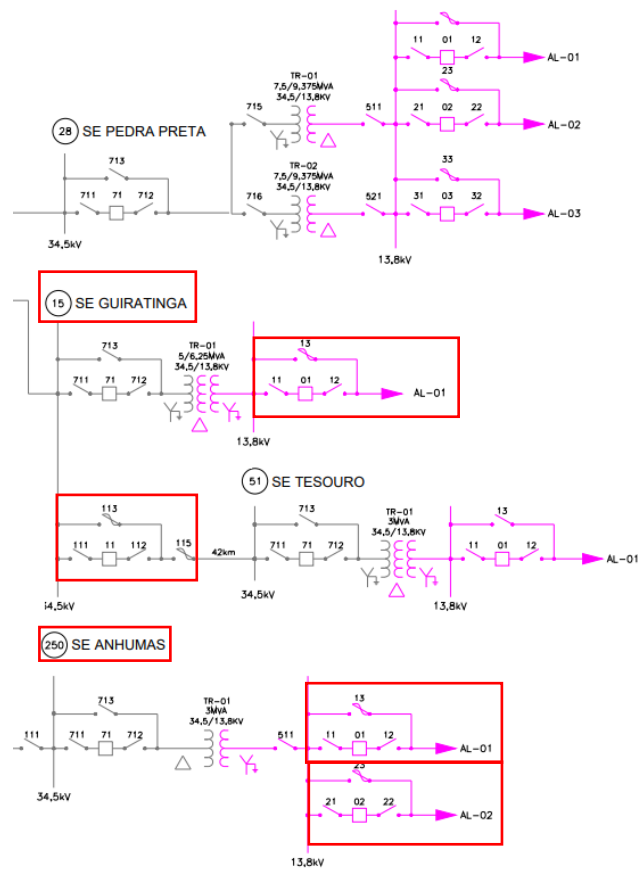 11 01 12
AL-01
TR-01
7,5/9,375MVA
34,5/13,8KV
23
715
511
21 02 22
AL-02
28 SE PEDRA PRETA
713
TR-02
7,5/9,375MVA
34,5/13,8KV
33
711 71 712
716
521
31 03 32
AL-03
34,5kV
13,8kV
15 SE GUIRATINGA
713
TR-01
5/6,25MVA
34,5/13,8KV
13
711 71 712
11 01 12
AL-01
13,8kV
51 SE TESOURO
113
713
TR-01
3MVA
34,5/13,8KV
13
111 11 112 115
42km
711 71 712
11 01 12
AL-01
34,5kV
34,5kV
13,8kV
250 SE ANHUMAS
713
TR-01
3MVA
34,5/13,8KV
13
111
711 71 712
511
11 01 12
AL-01
23
34,5kV
21 02 22
AL-02
13,8kV